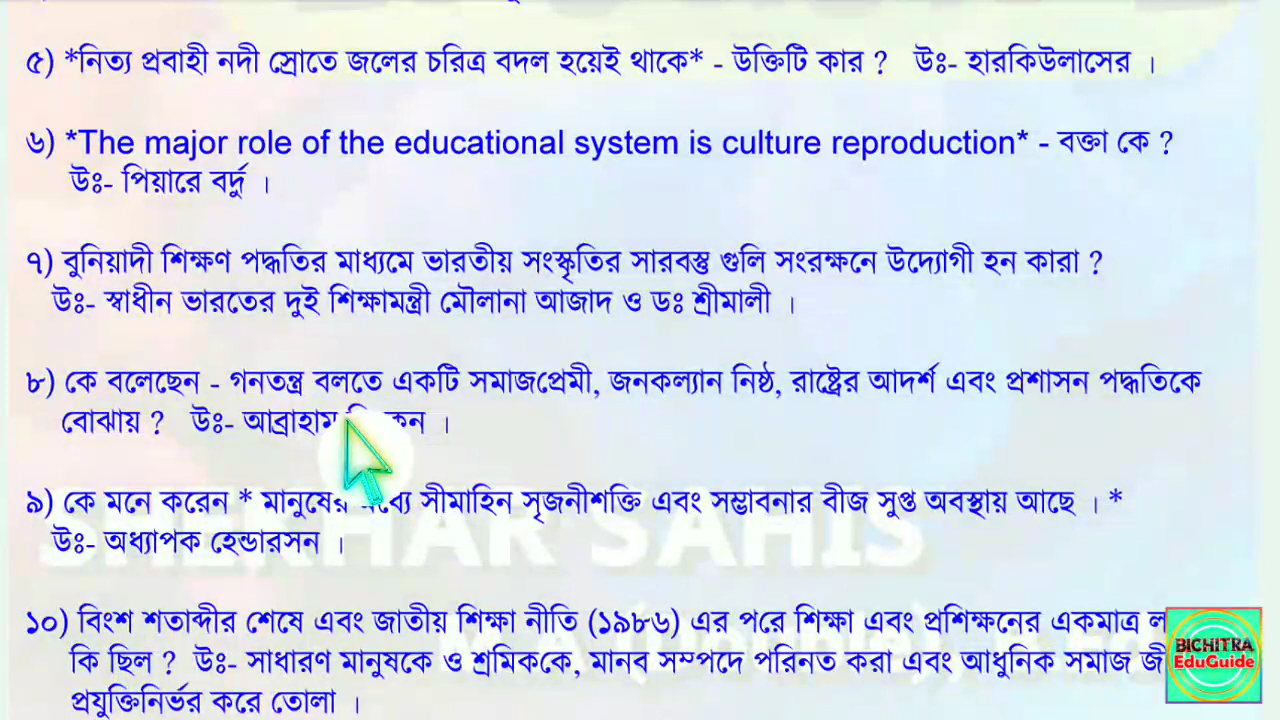 ৫) *নিত্য প্রবাহী নদী স্রোতে জলের চরিত্র বদল হয়েই থাকে* - উক্তিটি কার ? উঃ- হারকিউলাসের ।
৬) *The major role of the educational system is culture reproduction* - বক্তা কে ?
উঃ- পিয়ারে বর্দু ।
৭) বুনিয়াদী শিক্ষণ পদ্ধতির মাধ্যমে ভারতীয় সংস্কৃতির সারবস্তু গুলি সংরক্ষনে উদ্যোগী হন কারা ?
উঃ- স্বাধীন ভারতের দুই শিক্ষামন্ত্রী মৌলানা আজাদ ও ডঃ শ্রীমালী ।
৮) কে বলেছেন - গনতন্ত্র বলতে একটি সমাজপ্রেমী, জনকল্যান নিষ্ঠ, রাষ্ট্রের আদর্শ এবং প্রশাসন পদ্ধতিকে
বোঝায় ? উঃ- আব্রাহাম
৯) কে মনে করেন * মানুষের সীমাহিন সৃজনীশক্তি এবং সম্ভাবনার বীজ সুপ্ত অবস্থায় আছে । *
উঃ- অধ্যাপক হেন্ডারসন ।
SHEKHAR SAHIS
১০) বিংশ শতাব্দীর শেষে এবং জাতীয় শিক্ষা নীতি (১৯৮৬) এর পরে শিক্ষা এবং প্রশিক্ষনের একমাত্র
কি ছিল ? উঃ- সাধারণ মানুষকে ও শ্রমিককে, মানব সম্পদে পরিনত করা এবং আধুনিক সমাজ
প্রযুক্তিনির্ভর করে তোলা ।
BICHITRA
EduGuide